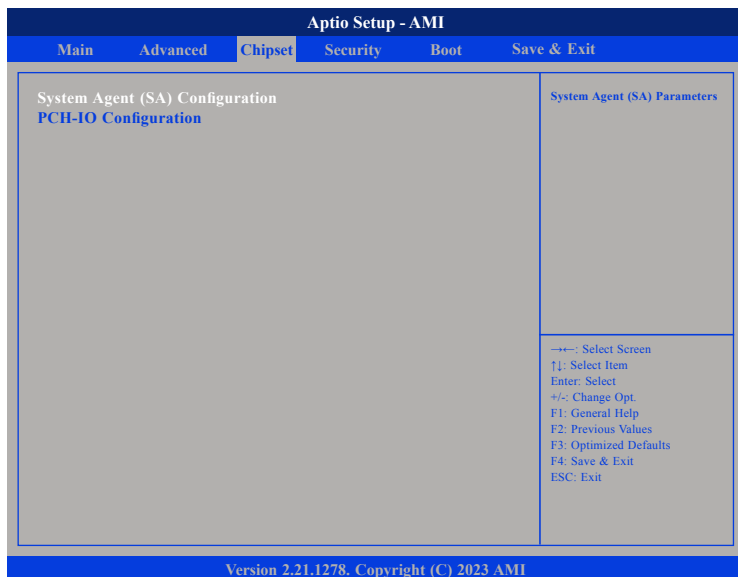 Aptio Setup - AMI
Main Advanced Chipset Security Boot Save & Exit
System Agent (SA) Configuration
PCH-IO Configuration
System Agent (SA) Parameters
→←: Select Screen
↑↓: Select Item
Enter: Select
+/-: Change Opt.
F1: General Help
F2: Previous Values
F3: Optimized Defaults
F4: Save & Exit
ESC: Exit
Version 2.21.1278. Copyright (C) 2023 AMI